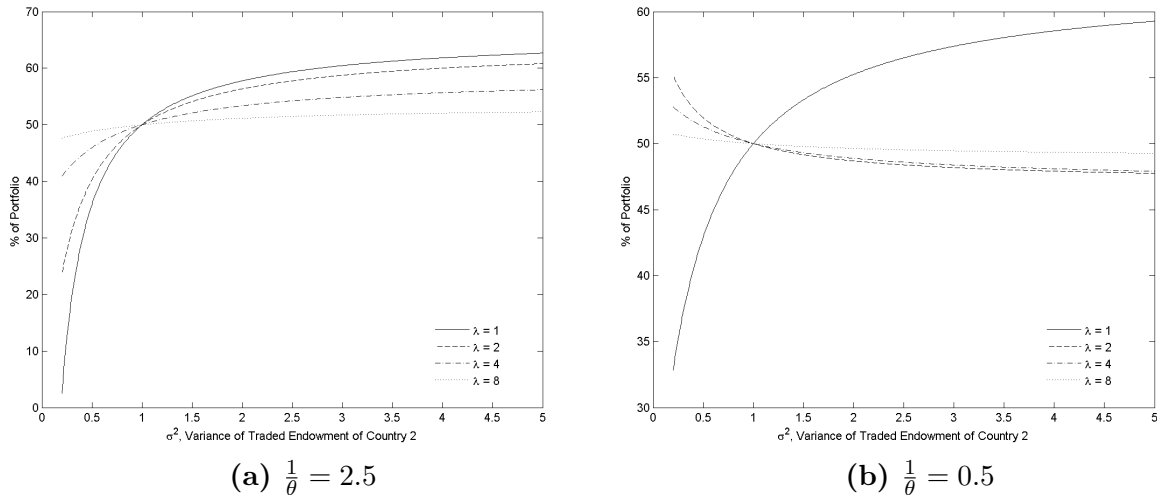 70
60
50
40
30
20
10
0
% of Portfolio
0 0.5 1 1.5 2 2.5 3 3.5 4 4.5 5
σ², Variance of Traded Endowment of Country 2
λ = 1
λ = 2
λ = 4
λ = 8
(a) 1/θ = 2.5
60
55
50
45
40
35
30
% of Portfolio
0 0.5 1 1.5 2 2.5 3 3.5 4 4.5 5
σ², Variance of Traded Endowment of Country 2
λ = 1
λ = 2
λ = 4
λ = 8
(b) 1/θ = 0.5